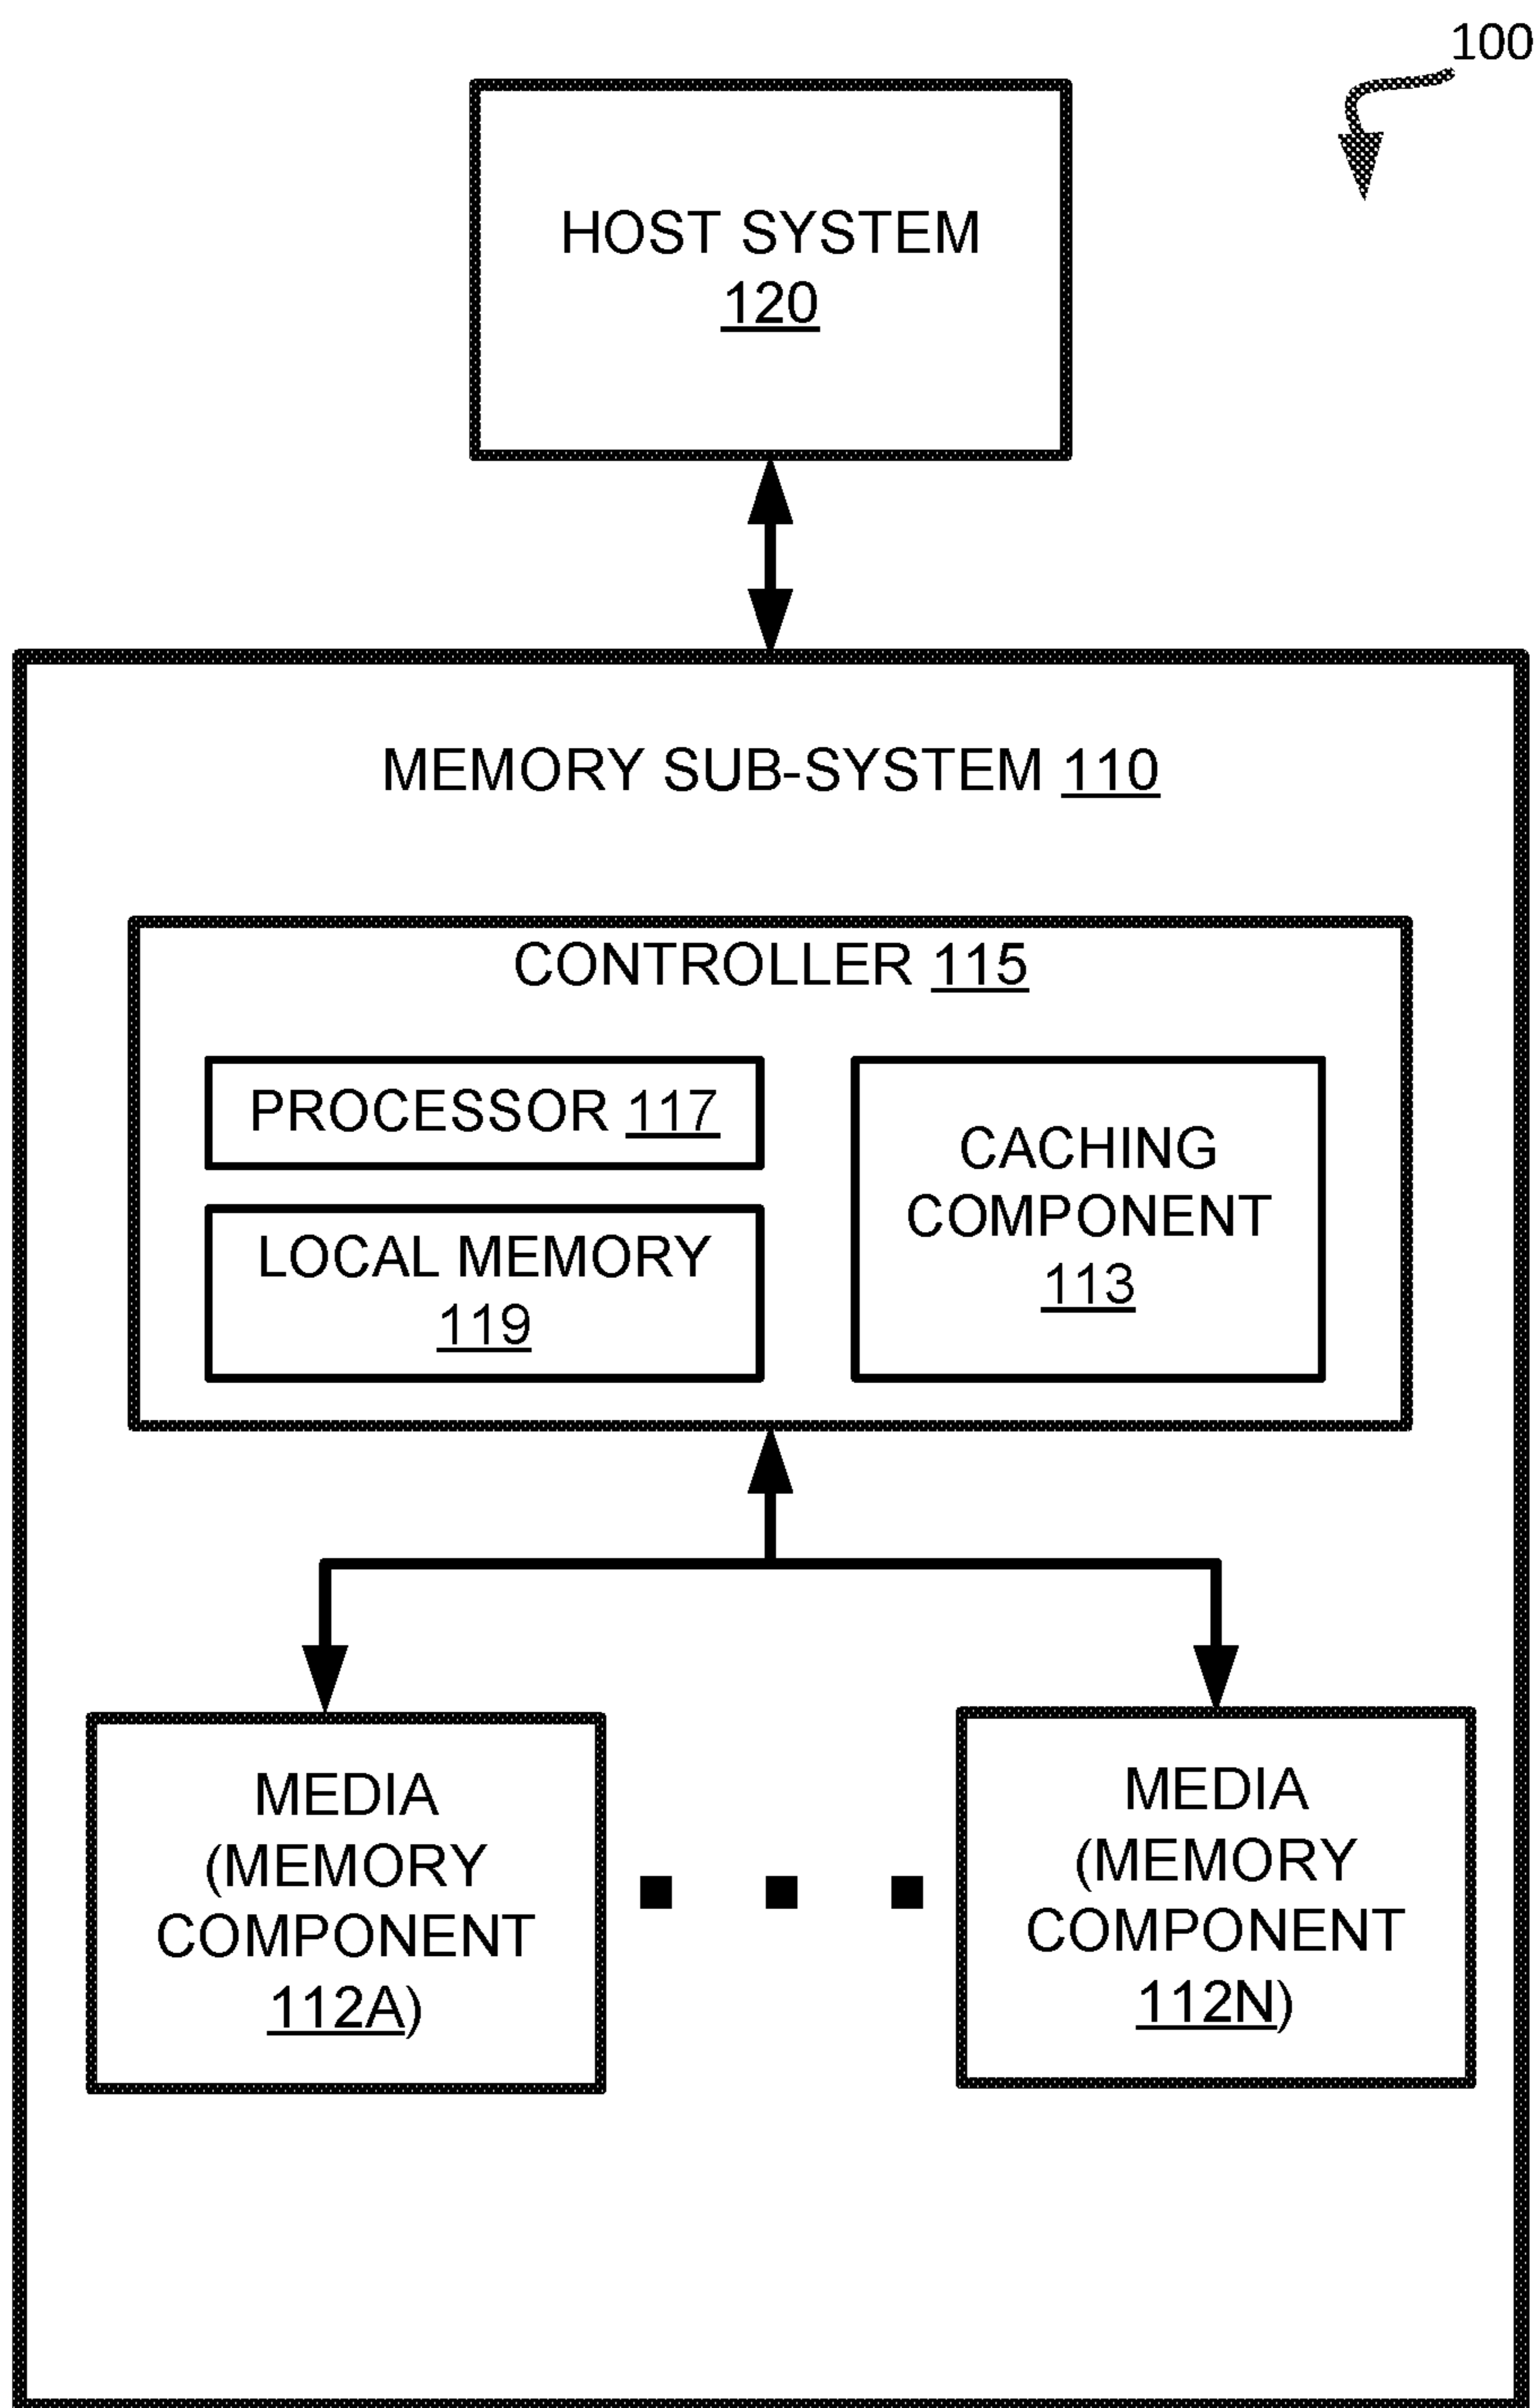 100
HOST SYSTEM
120
MEMORY SUB-SYSTEM 110
CONTROLLER 115
PROCESSOR 117
LOCAL MEMORY
119
CACHING
COMPONENT
113
MEDIA
(MEMORY
COMPONENT
112A)
MEDIA
(MEMORY
COMPONENT
112N)